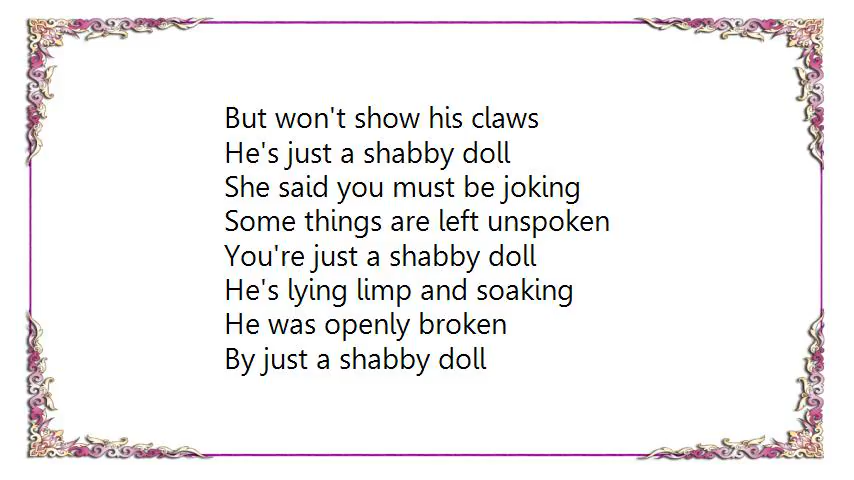 But won't show his claws
He's just a shabby doll
She said you must be joking
Some things are left unspoken
You're just a shabby doll
He's lying limp and soaking
He was openly broken
By just a shabby doll